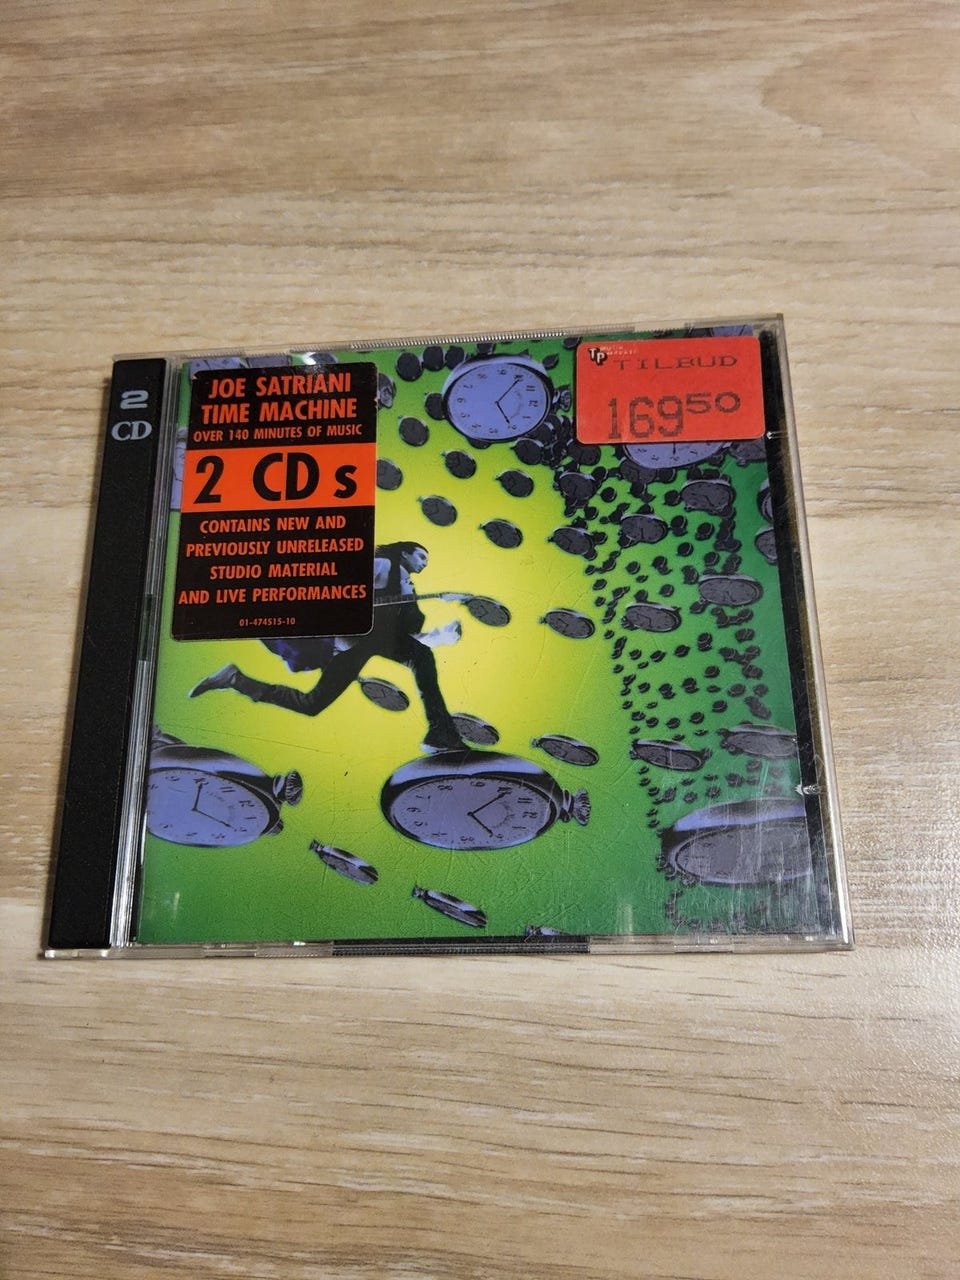 2
CD
JOE SATRIANI
TIME MACHINE
OVER 140 MINUTES OF MUSIC
2 CDs
CONTAINS NEW AND
PREVIOUSLY UNRELEASED
STUDIO MATERIAL
AND LIVE PERFORMANCES
01-474515-10
TP
TILBUD
169⁵⁰